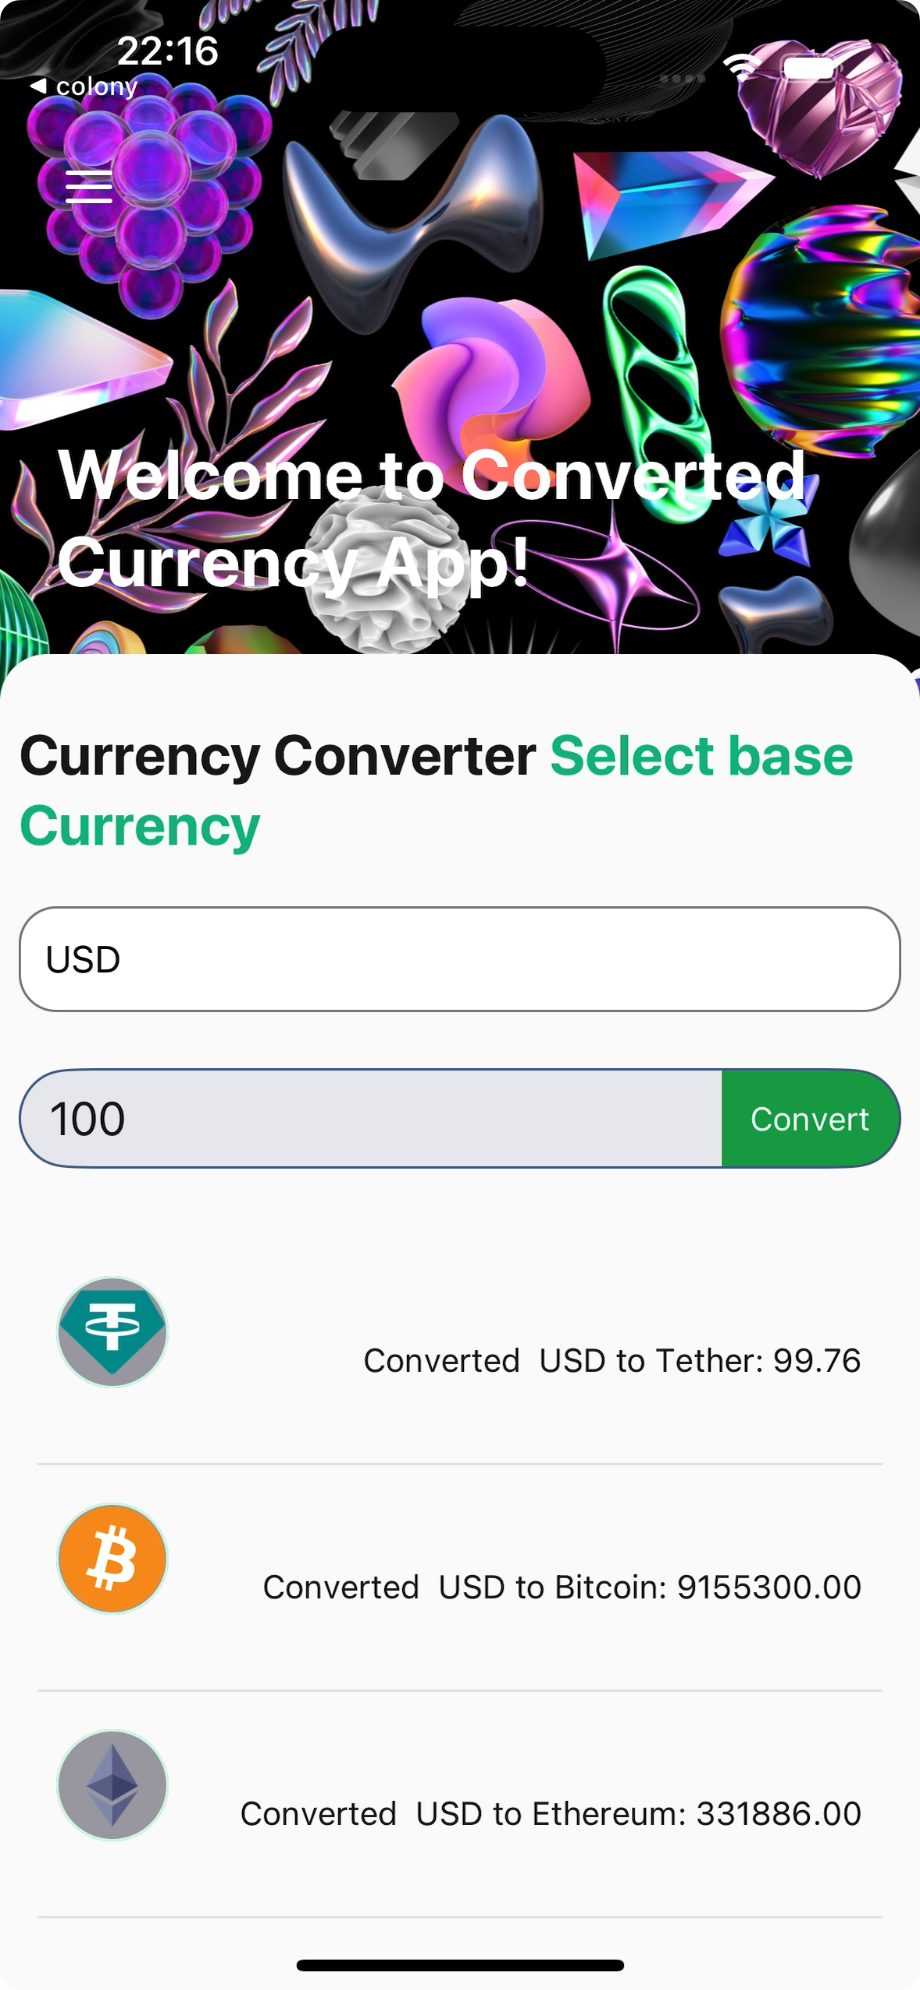 22:16
◀ colony
Welcome to Converted
Currency App!
Currency Converter Select base
Currency
USD
100
Convert
Converted  USD to Tether: 99.76
Converted  USD to Bitcoin: 9155300.00
Converted  USD to Ethereum: 331886.00